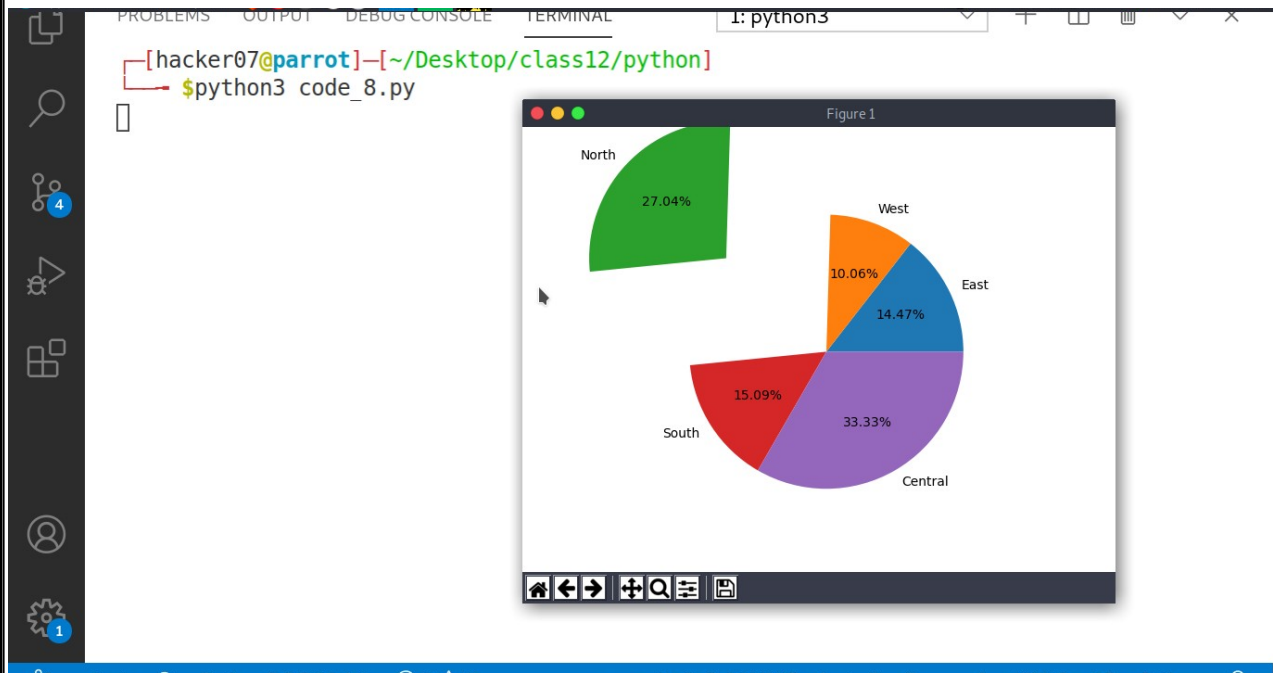 PROBLEMS OUTPUT DEBUG CONSOLE TERMINAL 1: python3
[hacker07@parrot]─[~/Desktop/class12/python]
$python3 code_8.py
Figure 1
North
27.04%
West
10.06%
East
14.47%
15.09%
South
33.33%
Central
4
1